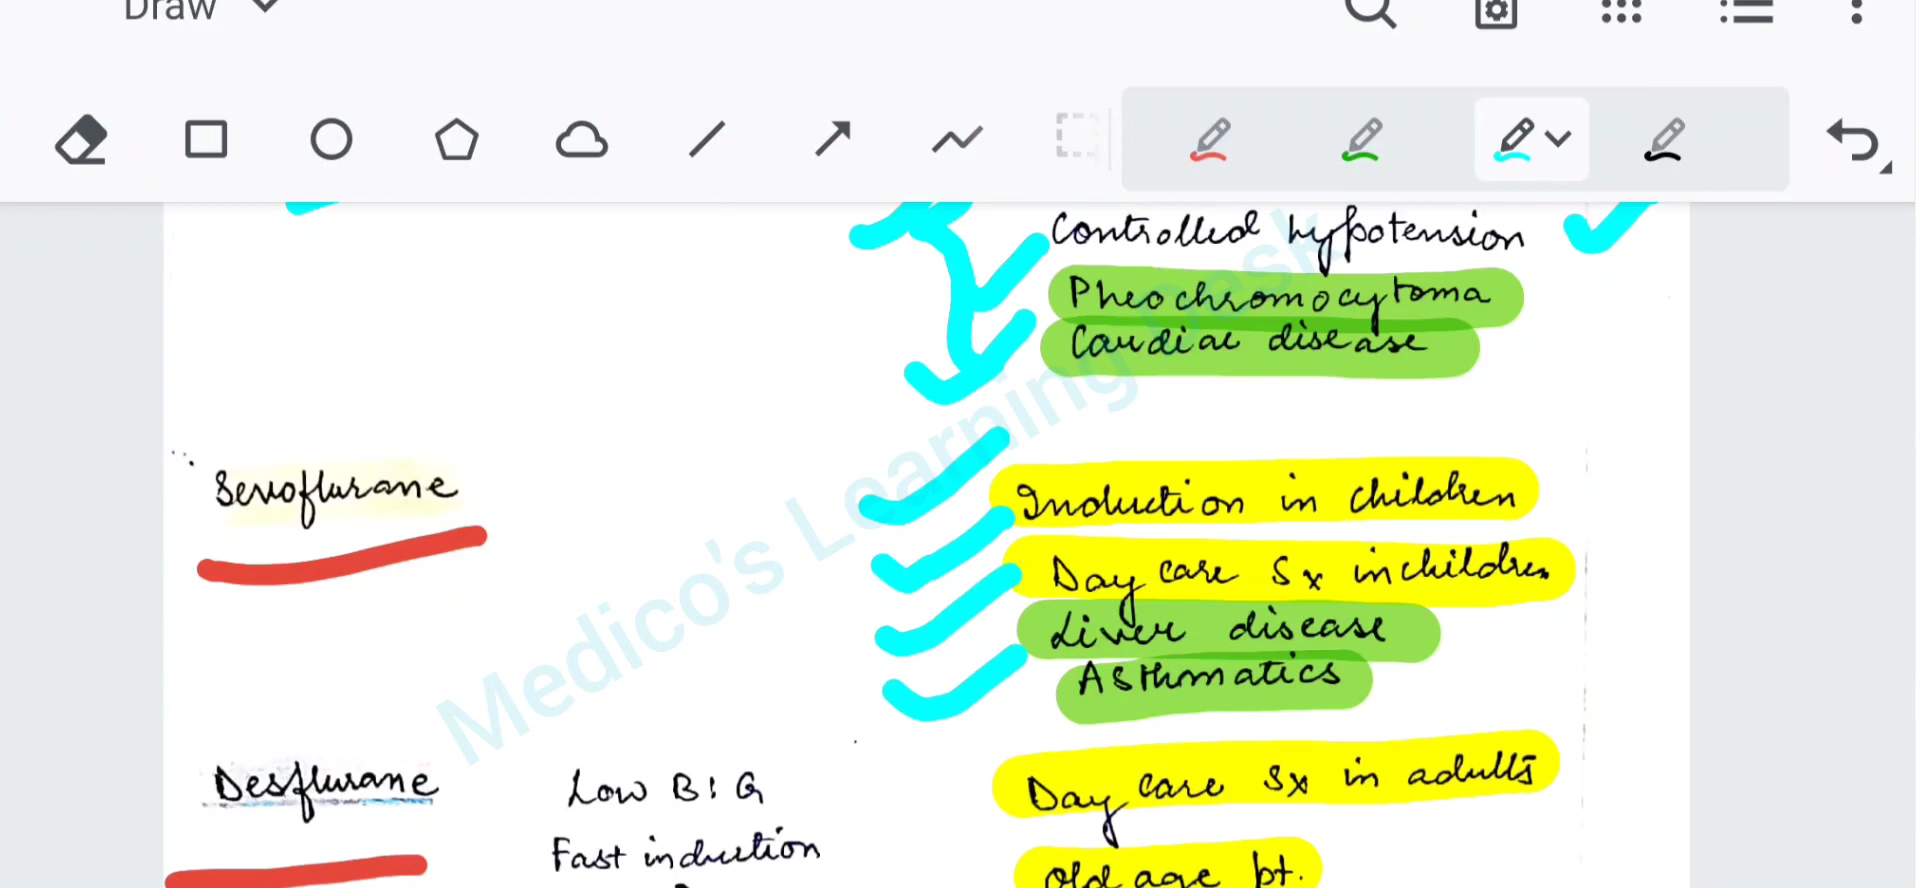 Draw
Controlled hypotension
Pheochromocytoma
Cardiac disease
Sevoflurane
Induction in children
Day care Sx in children
Liver disease
Asthmatics
Medico's Learning Desk
Desflurane Low B:G Day care Sx in adults
Fast induction old age pt.